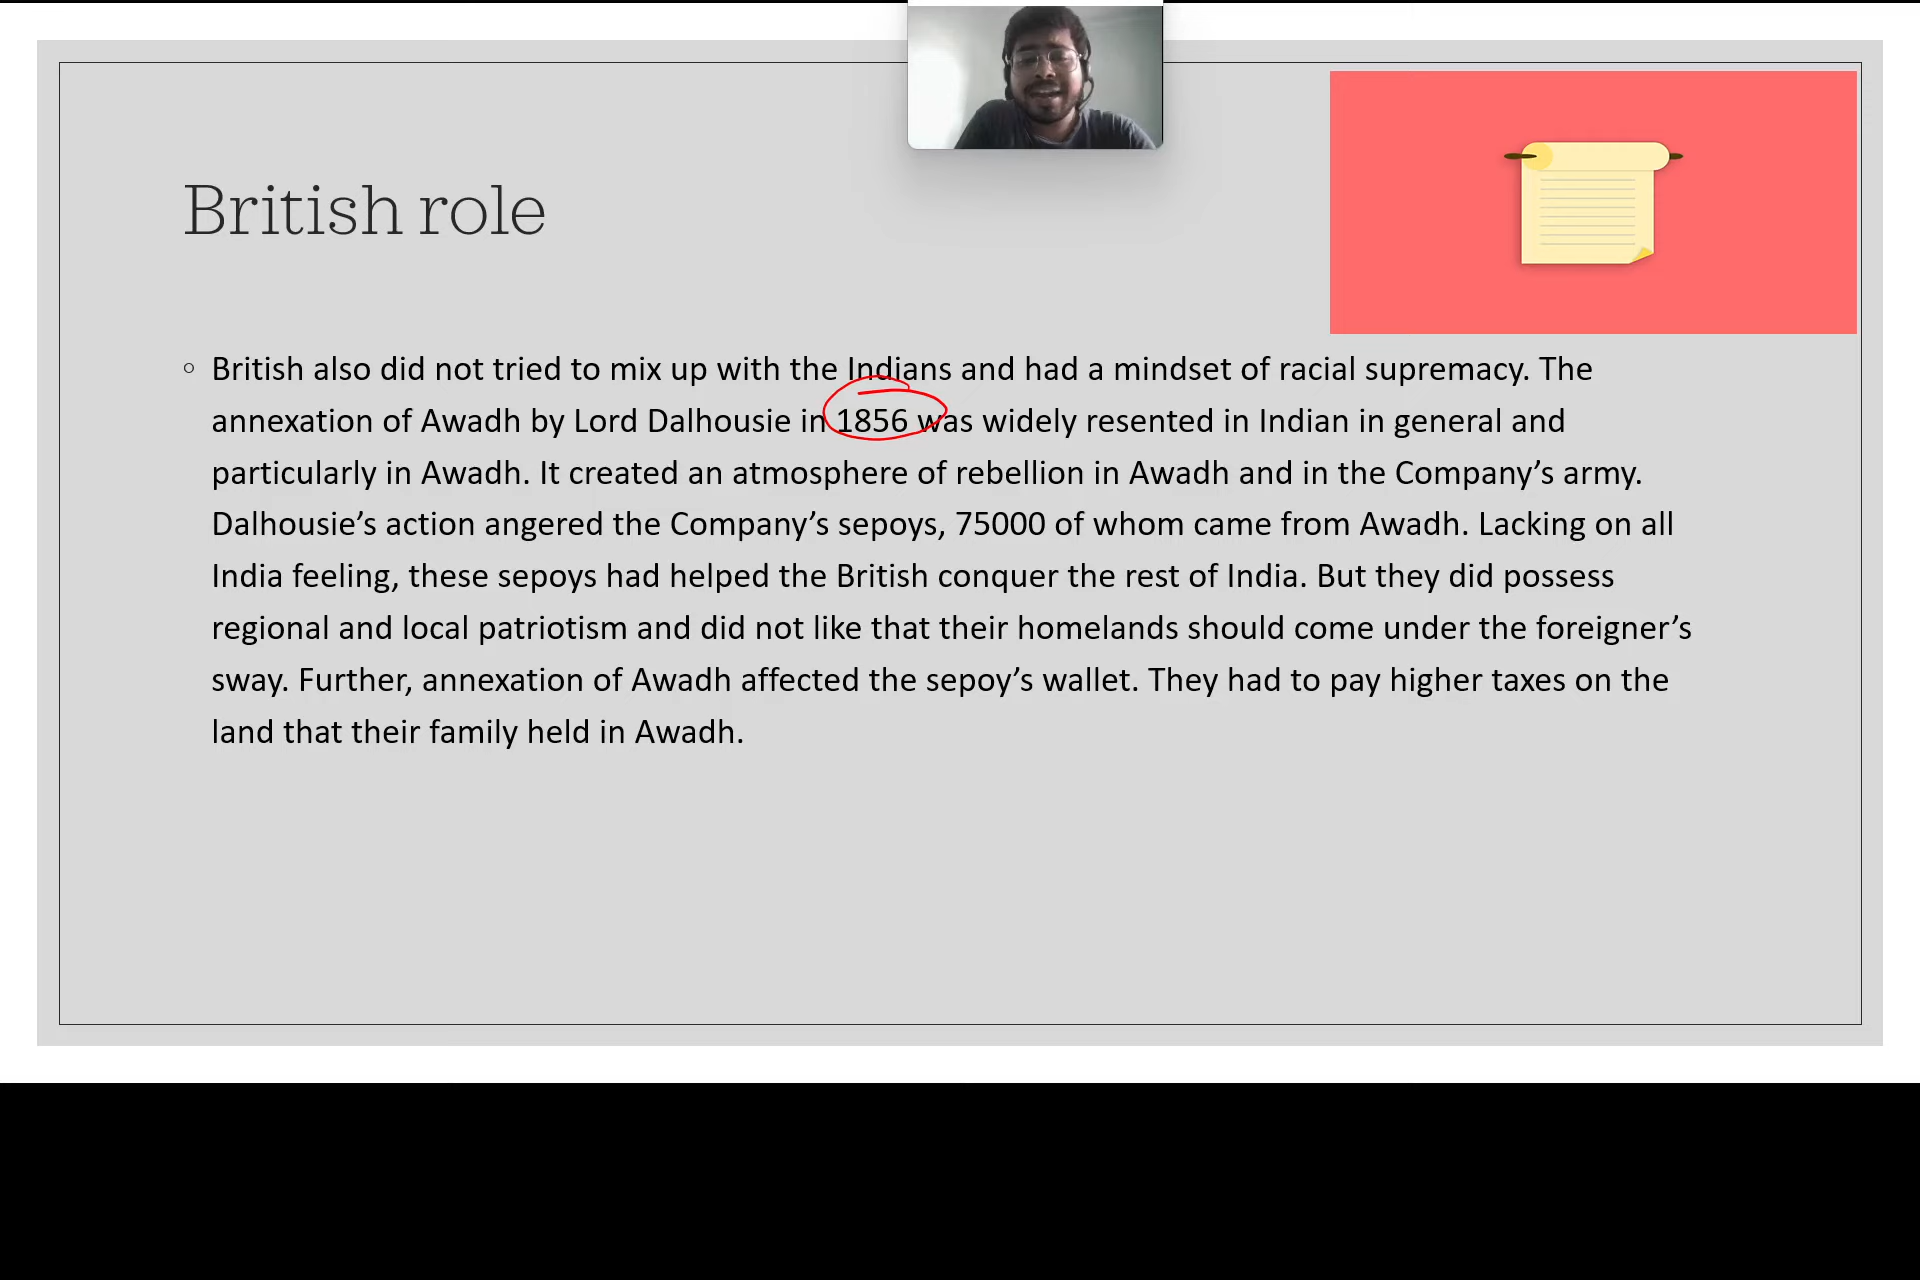 British role
British also did not tried to mix up with the Indians and had a mindset of racial supremacy. The
annexation of Awadh by Lord Dalhousie in 1856 was widely resented in Indian in general and
particularly in Awadh. It created an atmosphere of rebellion in Awadh and in the Company’s army.
Dalhousie’s action angered the Company’s sepoys, 75000 of whom came from Awadh. Lacking on all
India feeling, these sepoys had helped the British conquer the rest of India. But they did possess
regional and local patriotism and did not like that their homelands should come under the foreigner’s
sway. Further, annexation of Awadh affected the sepoy’s wallet. They had to pay higher taxes on the
land that their family held in Awadh.